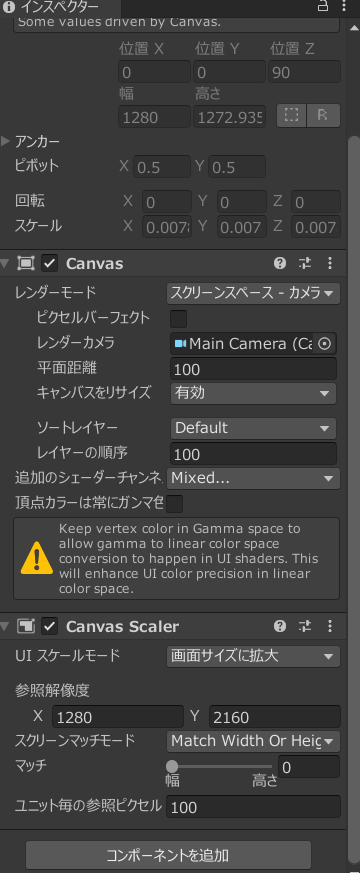 インスペクター
Some values driven by Canvas.
位置 X 位置 Y 位置 Z
0 0 90
幅 高さ
1280 1272.935 R
アンカー
ピボット X 0.5 Y 0.5
回転 X 0 Y 0 Z 0
スケール X 0.0078 Y 0.007 Z 0.007
Canvas
レンダーモード スクリーンスペース - カメラ
ピクセルパーフェクト
レンダーカメラ Main Camera (Ca
平面距離 100
キャンバスをリサイズ 有効
ソートレイヤー Default
レイヤーの順序 100
追加のシェーダーチャンネ Mixed...
頂点カラーは常にガンマ色
Keep vertex color in Gamma space to
allow gamma to linear color space
conversion to happen in UI shaders. This
will enhance UI color precision in linear
color space.
Canvas Scaler
UI スケールモード 画面サイズに拡大
参照解像度
X 1280 Y 2160
スクリーンマッチモード Match Width Or Heig
マッチ 0
幅 高さ
ユニット毎の参照ピクセル 100
コンポーネントを追加